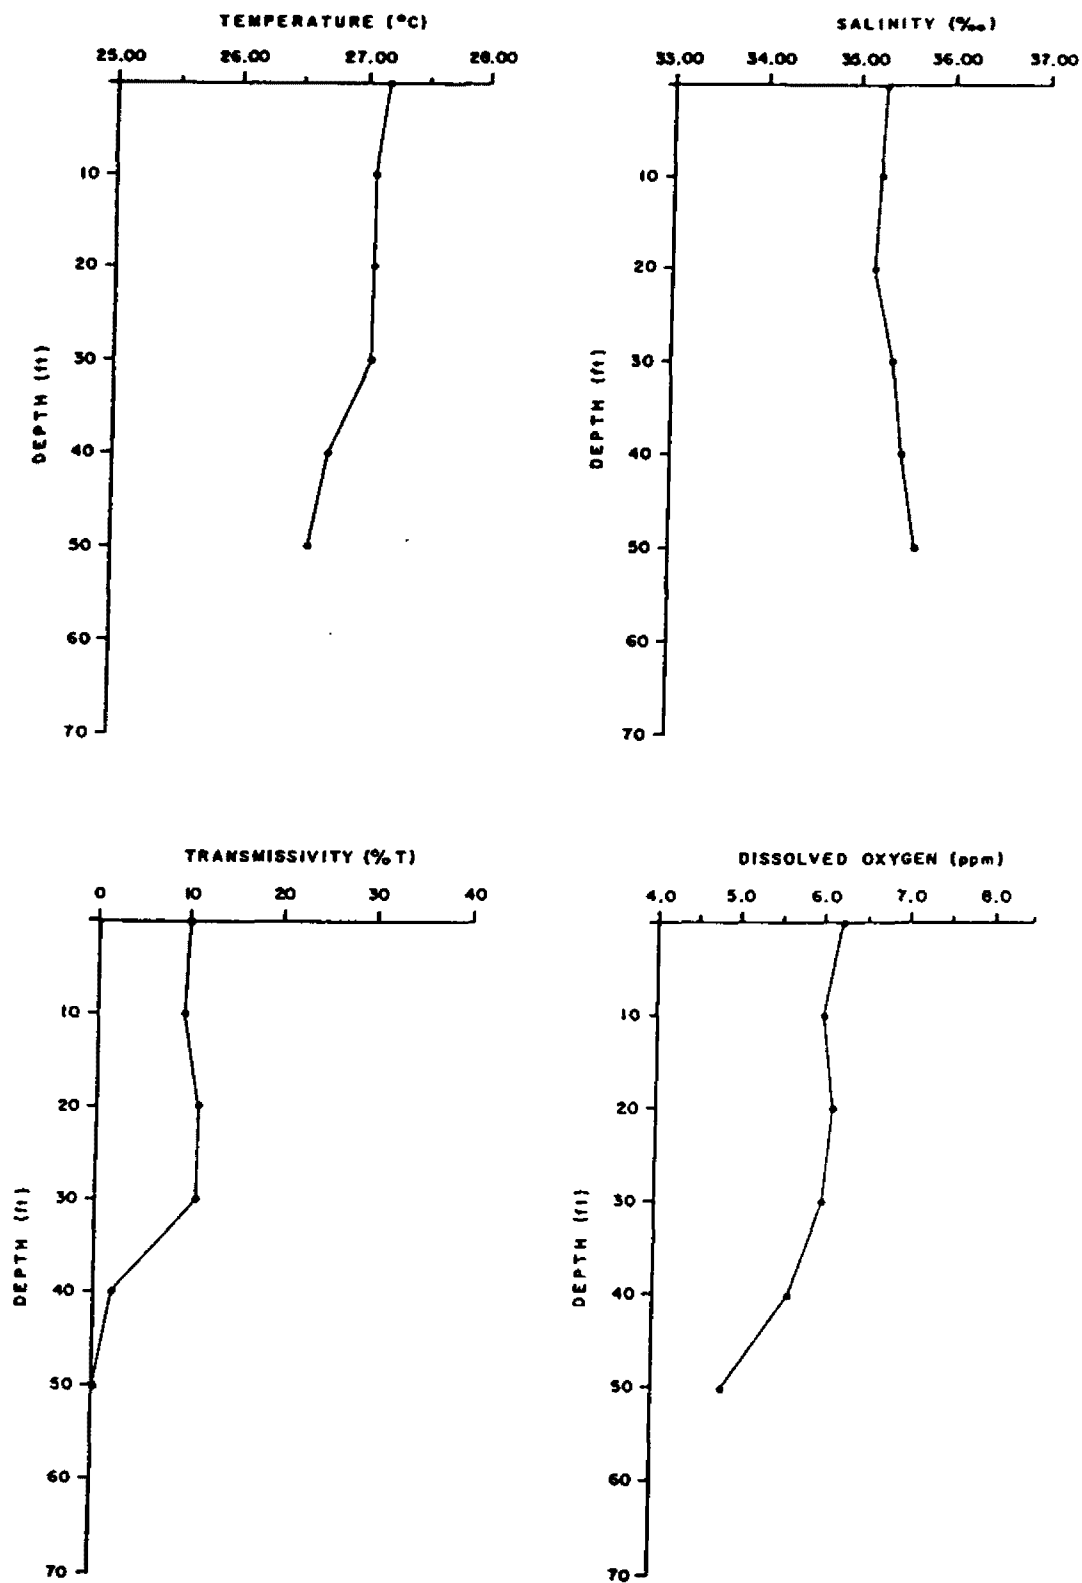 TEMPERATURE (°C)
25.00 26.00 27.00 28.00
10
20
30
40
50
60
70
DEPTH (ft)
SALINITY (‰)
33.00 34.00 35.00 36.00 37.00
10
20
30
40
50
60
70
DEPTH (ft)
TRANSMISSIVITY (% T)
0 10 20 30 40
10
20
30
40
50
60
70
DEPTH (ft)
DISSOLVED OXYGEN (ppm)
4.0 5.0 6.0 7.0 8.0
10
20
30
40
50
60
70
DEPTH (ft)